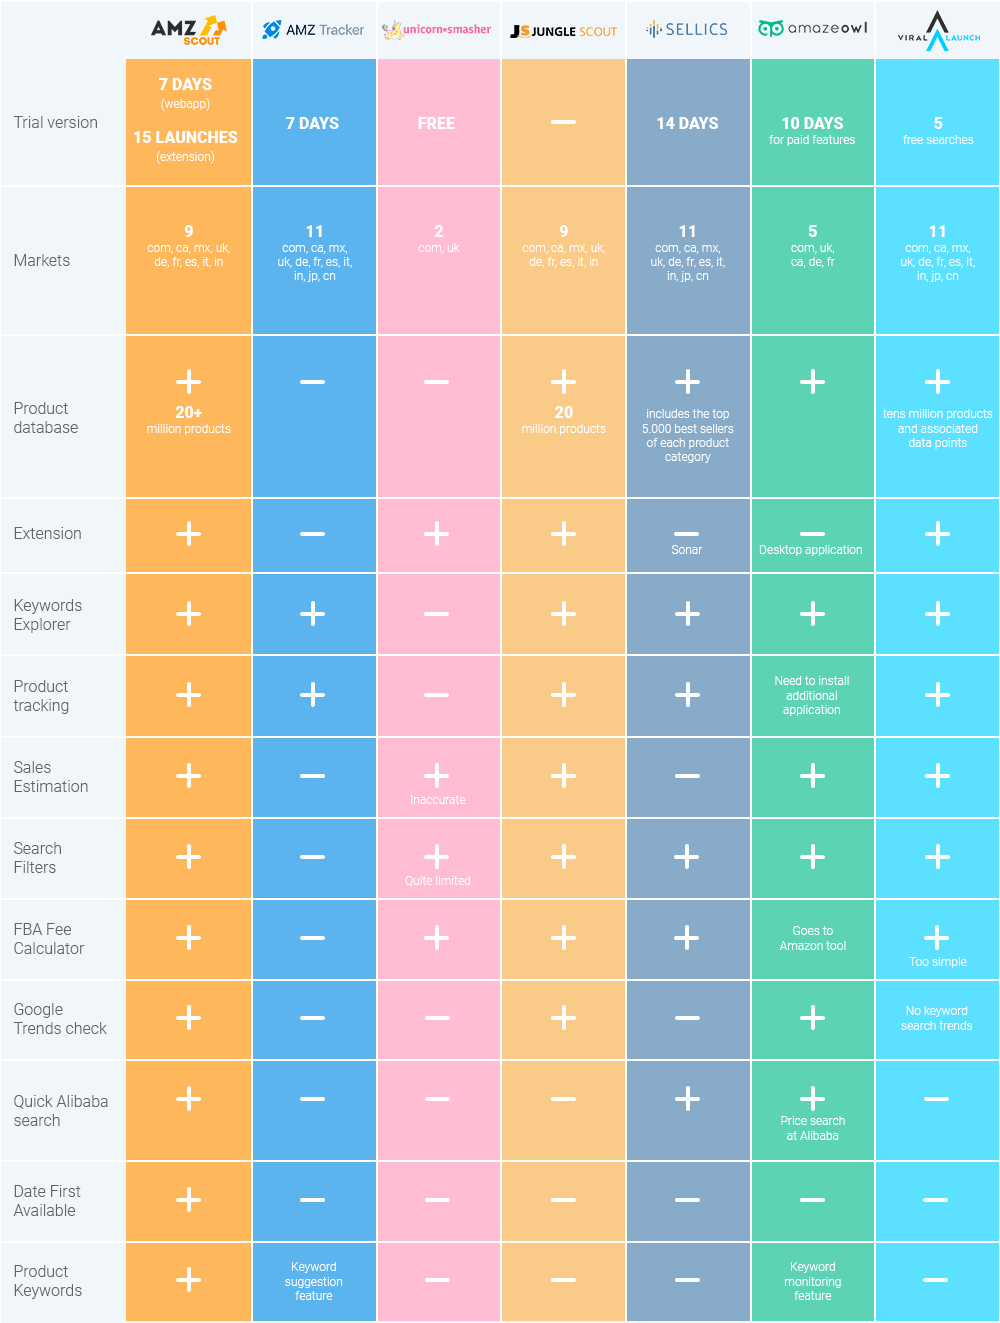 AMZ SCOUT
AMZ Tracker
unicorn•smasher
JS JUNGLE SCOUT
SELLICS
amazeowl
VIRAL LAUNCH
Trial version
7 DAYS
(webapp)
15 LAUNCHES
(extension)
7 DAYS
FREE
—
14 DAYS
10 DAYS
for paid features
5
free searches
Markets
9
com, ca, mx, uk,
de, fr, es, it, in
11
com, ca, mx,
uk, de, fr, es, it,
in, jp, cn
2
com, uk
9
com, ca, mx, uk,
de, fr, es, it, in
11
com, ca, mx,
uk, de, fr, es, it,
in, jp, cn
5
com, uk,
ca, de, fr
11
com, ca, mx,
uk, de, fr, es, it,
in, jp, cn
Product
database
+
20+
million products
—
—
+
20
million products
+
includes the top
5.000 best sellers
of each product
category
+
+
tens million products
and associated
data points
Extension
+
—
+
+
—
Sonar
—
Desktop application
+
Keywords
Explorer
+
+
—
+
+
+
+
Product
tracking
+
+
—
+
+
Need to install
additional
application
+
Sales
Estimation
+
—
+
Inaccurate
+
—
+
+
Search
Filters
+
—
+
Quite limited
+
+
+
+
FBA Fee
Calculator
+
—
+
+
+
Goes to
Amazon tool
+
Too simple
Google
Trends check
+
—
—
+
—
+
No keyword
search trends
Quick Alibaba
search
+
—
—
—
+
+
Price search
at Alibaba
—
Date First
Available
+
—
—
—
—
—
—
Product
Keywords
+
Keyword
suggestion
feature
—
—
—
Keyword
monitoring
feature
—